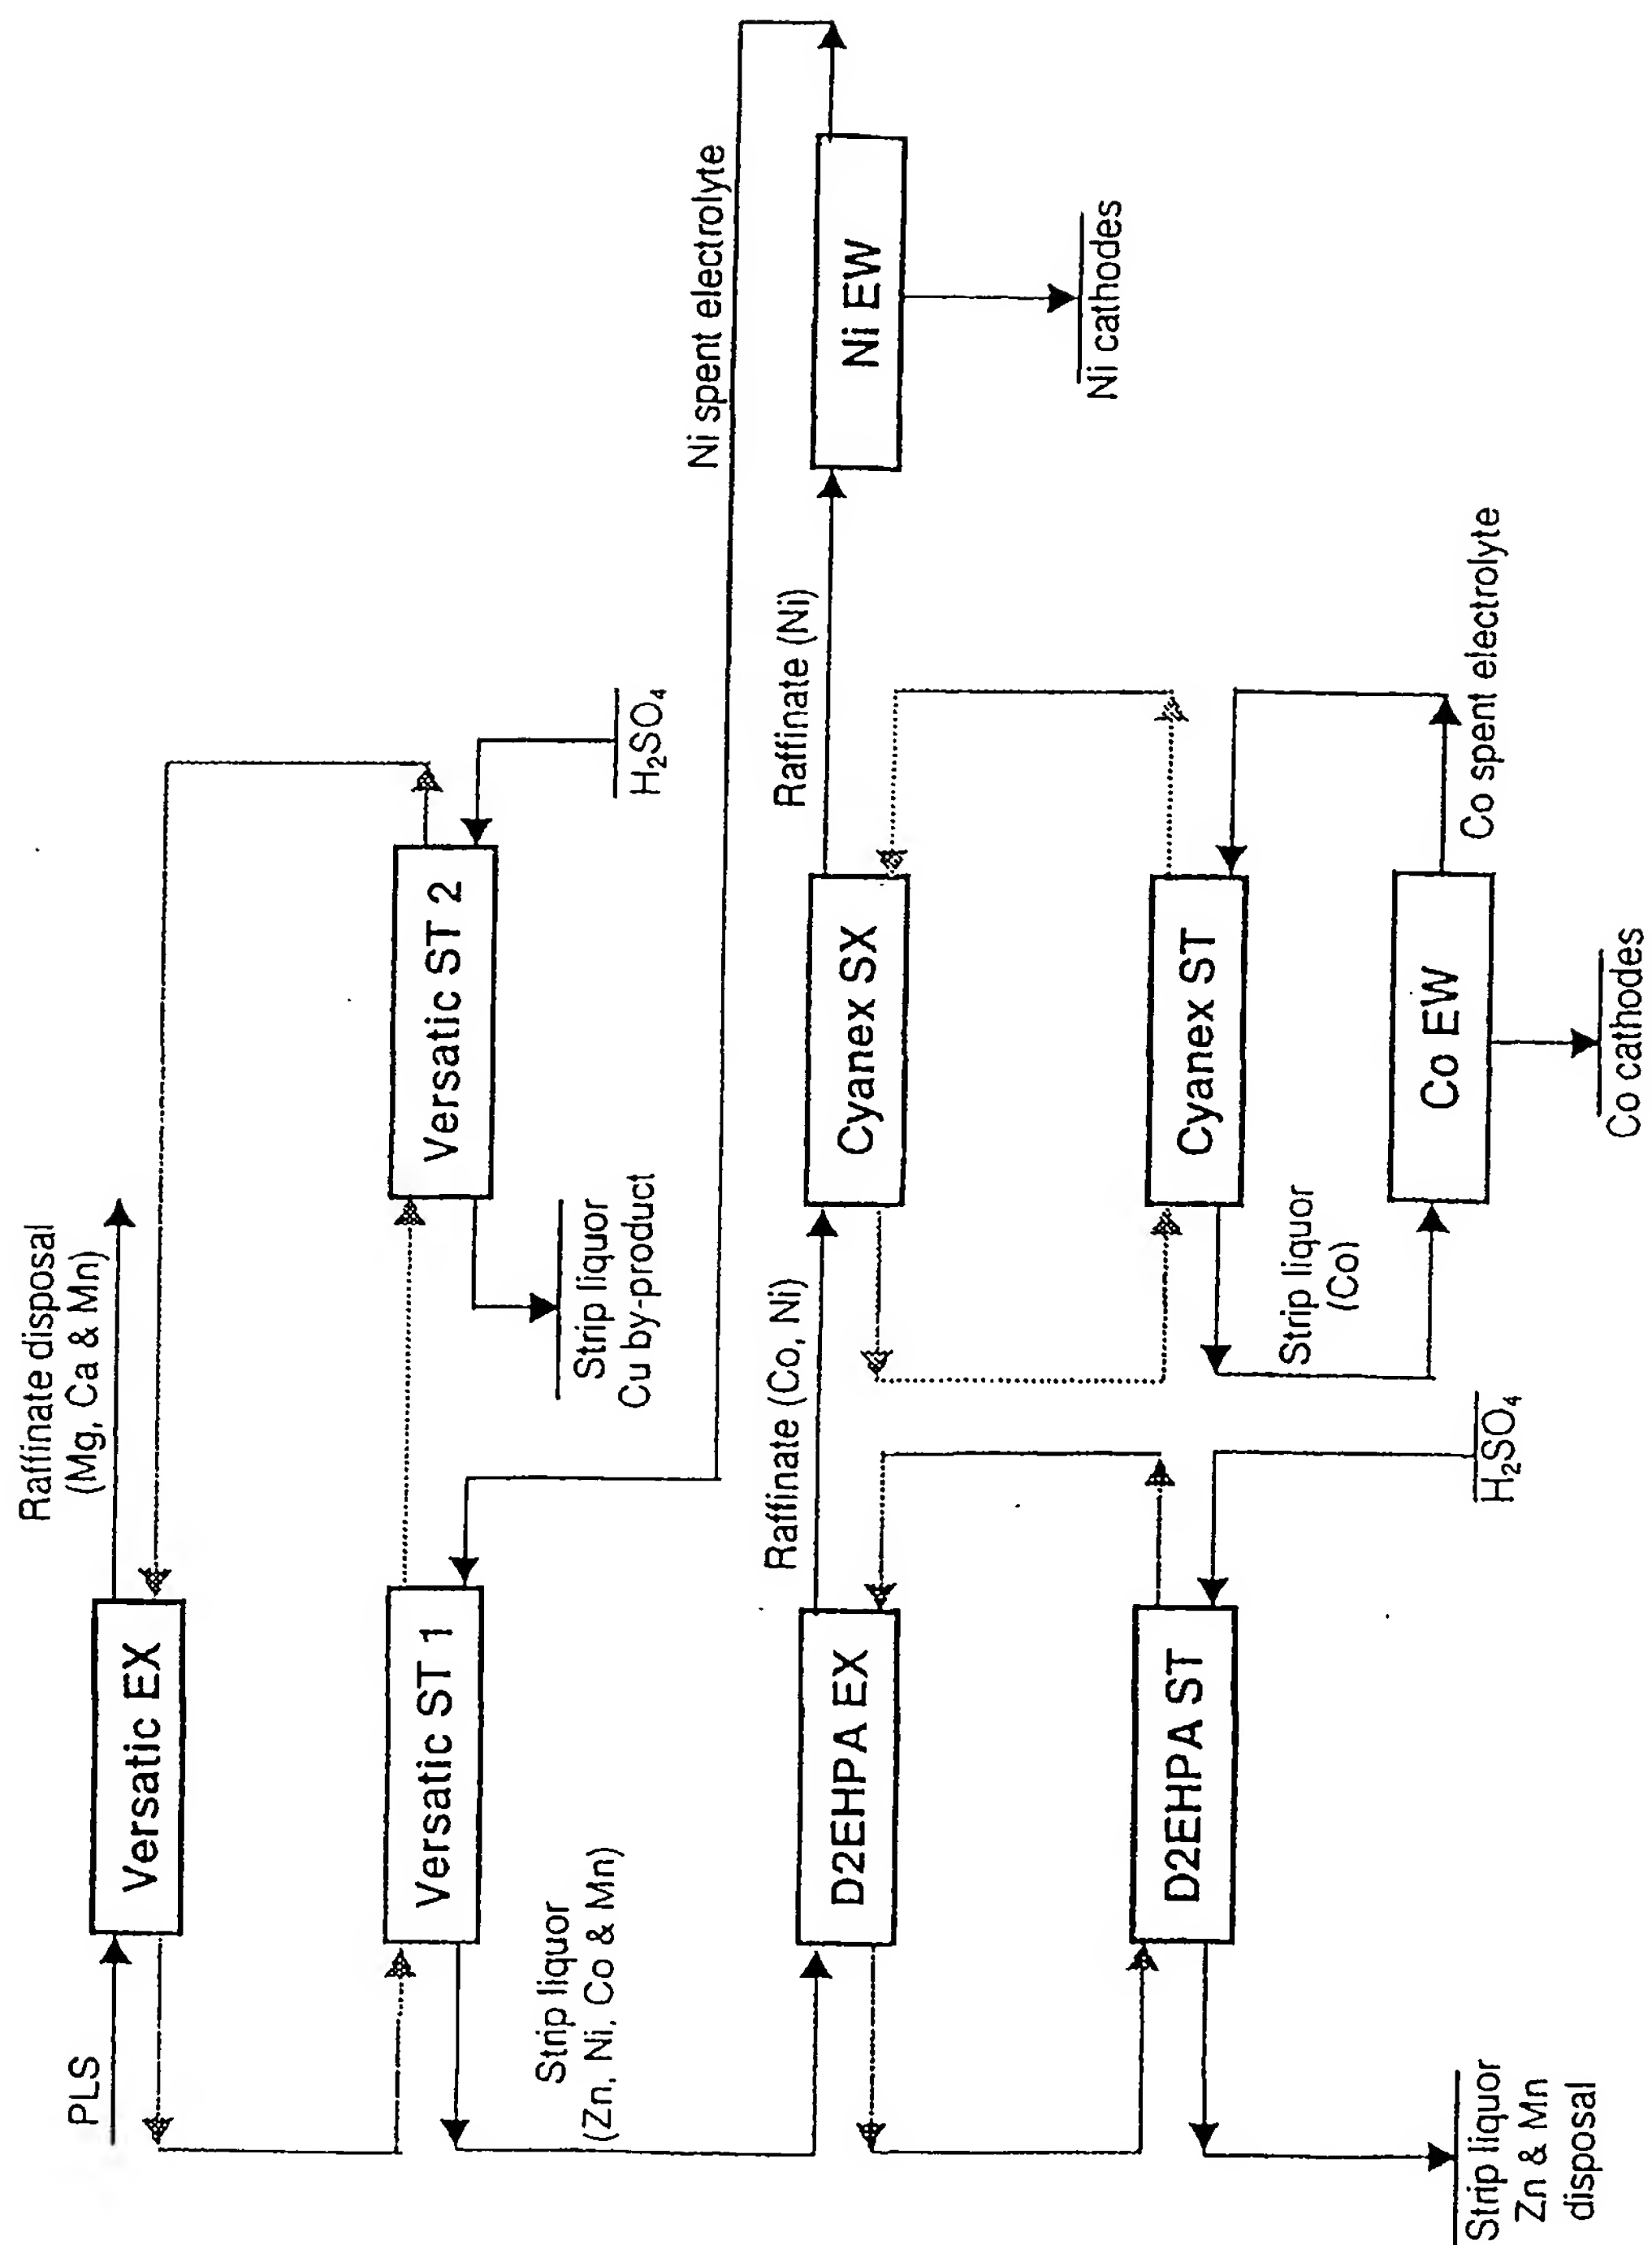 PLS
Versatic EX
Raffinate disposal
(Mg, Ca & Mn)
Versatic ST 1
Versatic ST 2
H₂SO₄
Strip liquor
Cu by-product
Strip liquor
(Zn, Ni, Co & Mn)
Ni spent electrolyte
D2EHPA EX
Raffinate (Co, Ni)
Cyanex SX
Raffinate (Ni)
Ni EW
Ni cathodes
D2EHPA ST
H₂SO₄
Strip liquor
Zn & Mn
disposal
Cyanex ST
Strip liquor
(Co)
Co EW
Co spent electrolyte
Co cathodes